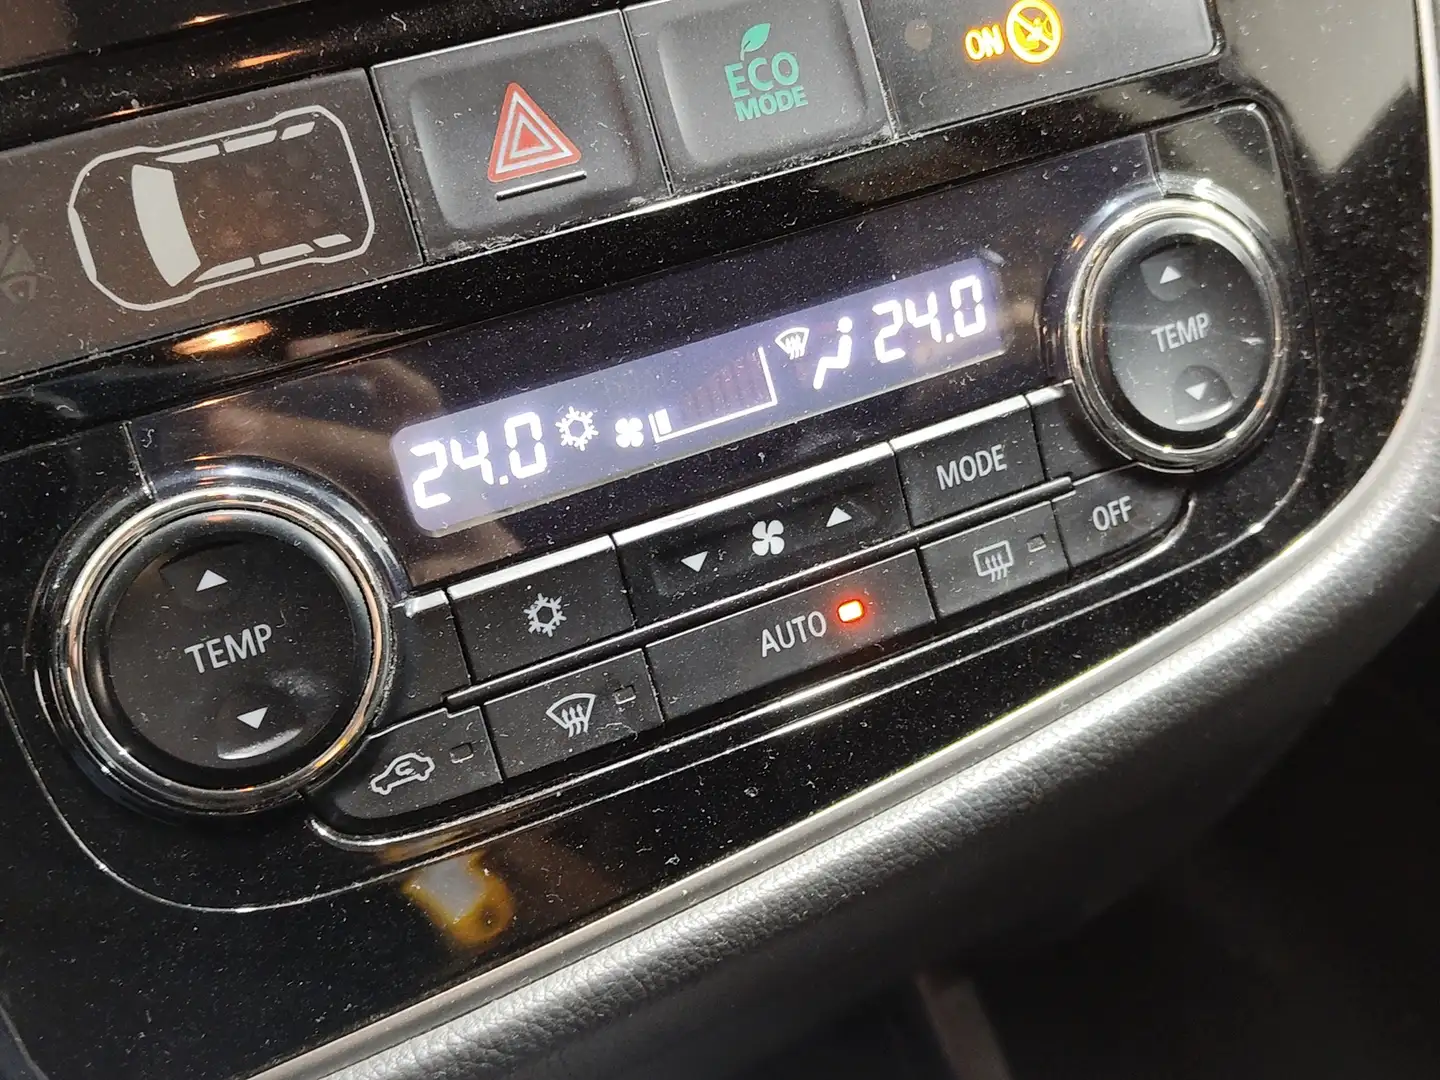 ECO
MODE
ON
24.0
24.0
TEMP
TEMP
MODE
OFF
AUTO